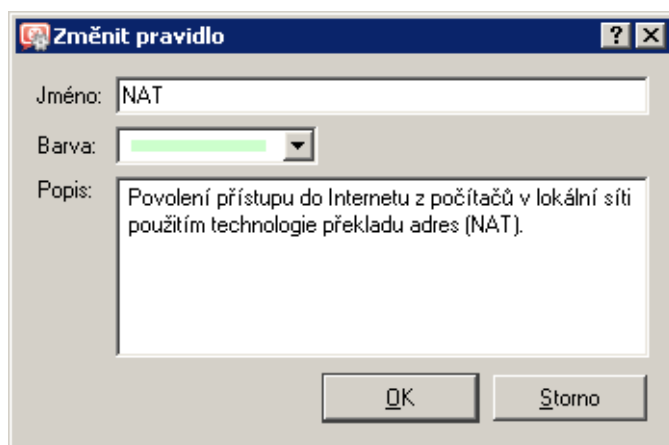 Změnit pravidlo
Jméno: NAT
Barva:
Popis: Povolení přístupu do Internetu z počítačů v lokální síti
použitím technologie překladu adres (NAT).
OK Storno